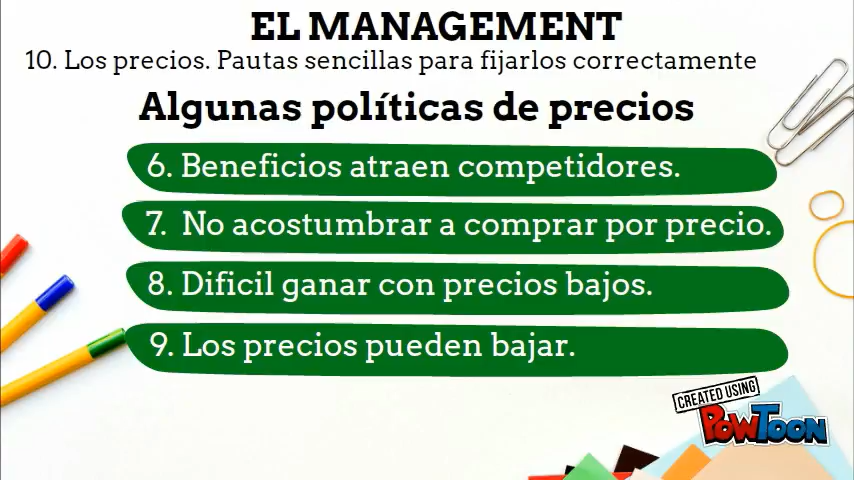 EL MANAGEMENT
10. Los precios. Pautas sencillas para fijarlos correctamente
Algunas políticas de precios
6. Beneficios atraen competidores.
7. No acostumbrar a comprar por precio.
8. Dificil ganar con precios bajos.
9. Los precios pueden bajar.
CREATED USING
POWTOON